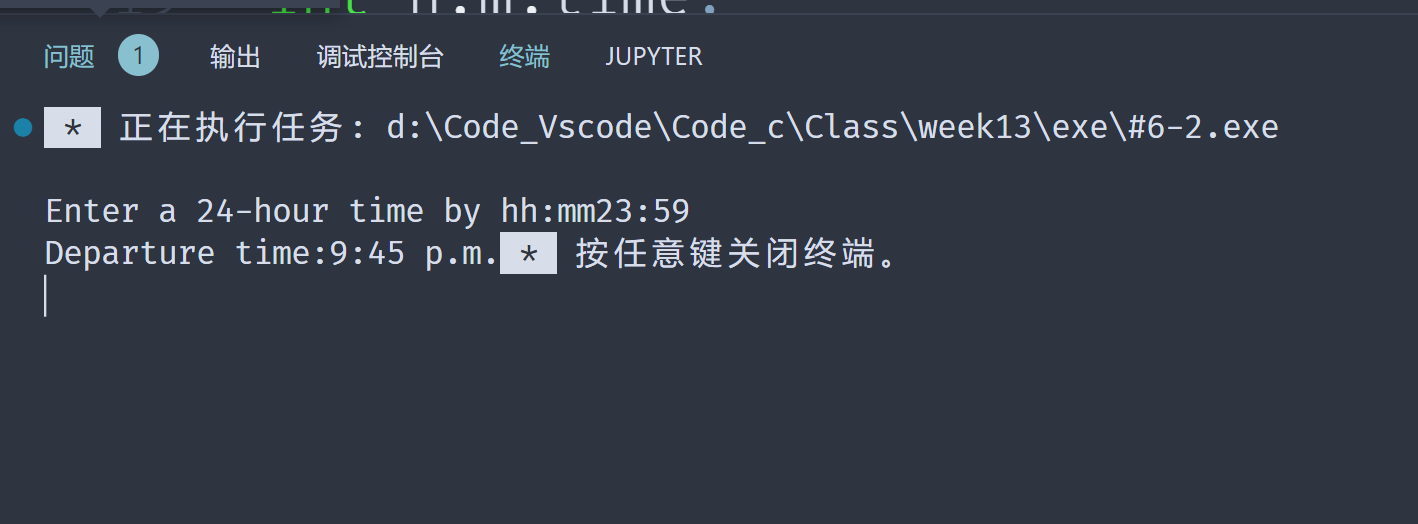 int h,m,time;
问题 1 输出 调试控制台 终端 JUPYTER
* 正在执行任务: d:\Code_Vscode\Code_c\Class\week13\exe\#6-2.exe
Enter a 24-hour time by hh:mm23:59
Departure time:9:45 p.m. * 按任意键关闭终端。